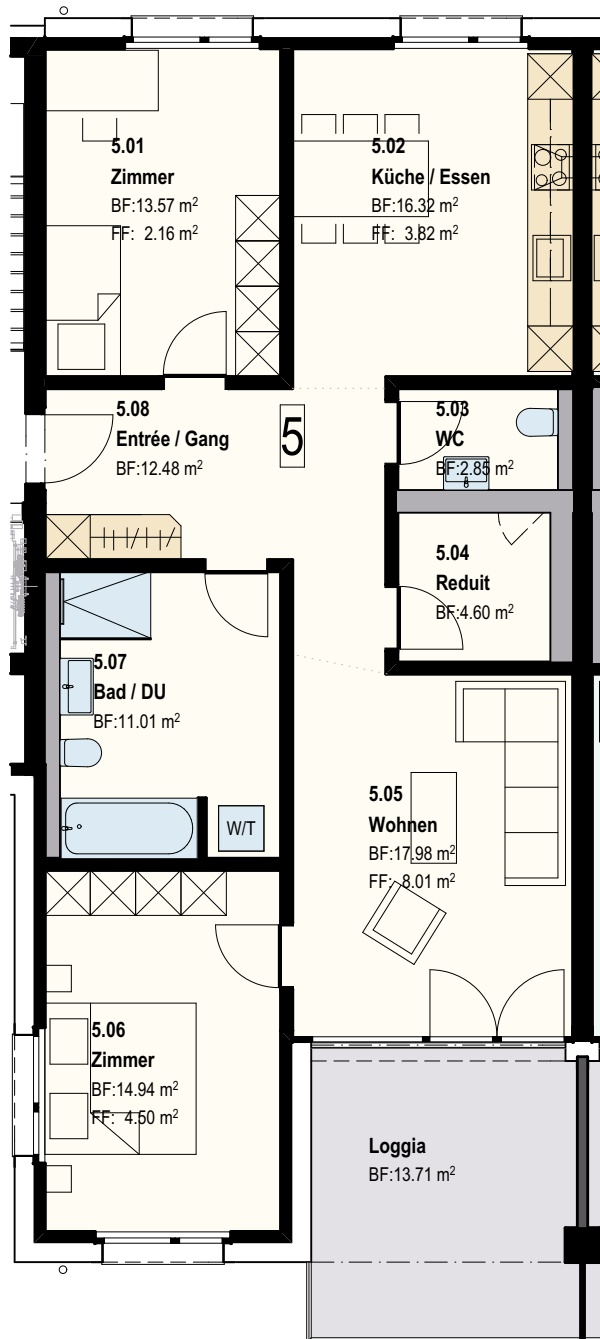 5.01
Zimmer
BF:13.57 m²
FF: 2.16 m²
5.02
Küche / Essen
BF:16.32 m²
FF: 3.82 m²
5.08
Entrée / Gang
BF:12.48 m²
5
5.03
WC
BF:2.85 m²
5.04
Reduit
BF:4.60 m²
5.07
Bad / DU
BF:11.01 m²
W/T
5.05
Wohnen
BF:17.98 m²
FF: 8.01 m²
5.06
Zimmer
BF:14.94 m²
FF: 4.50 m²
Loggia
BF:13.71 m²